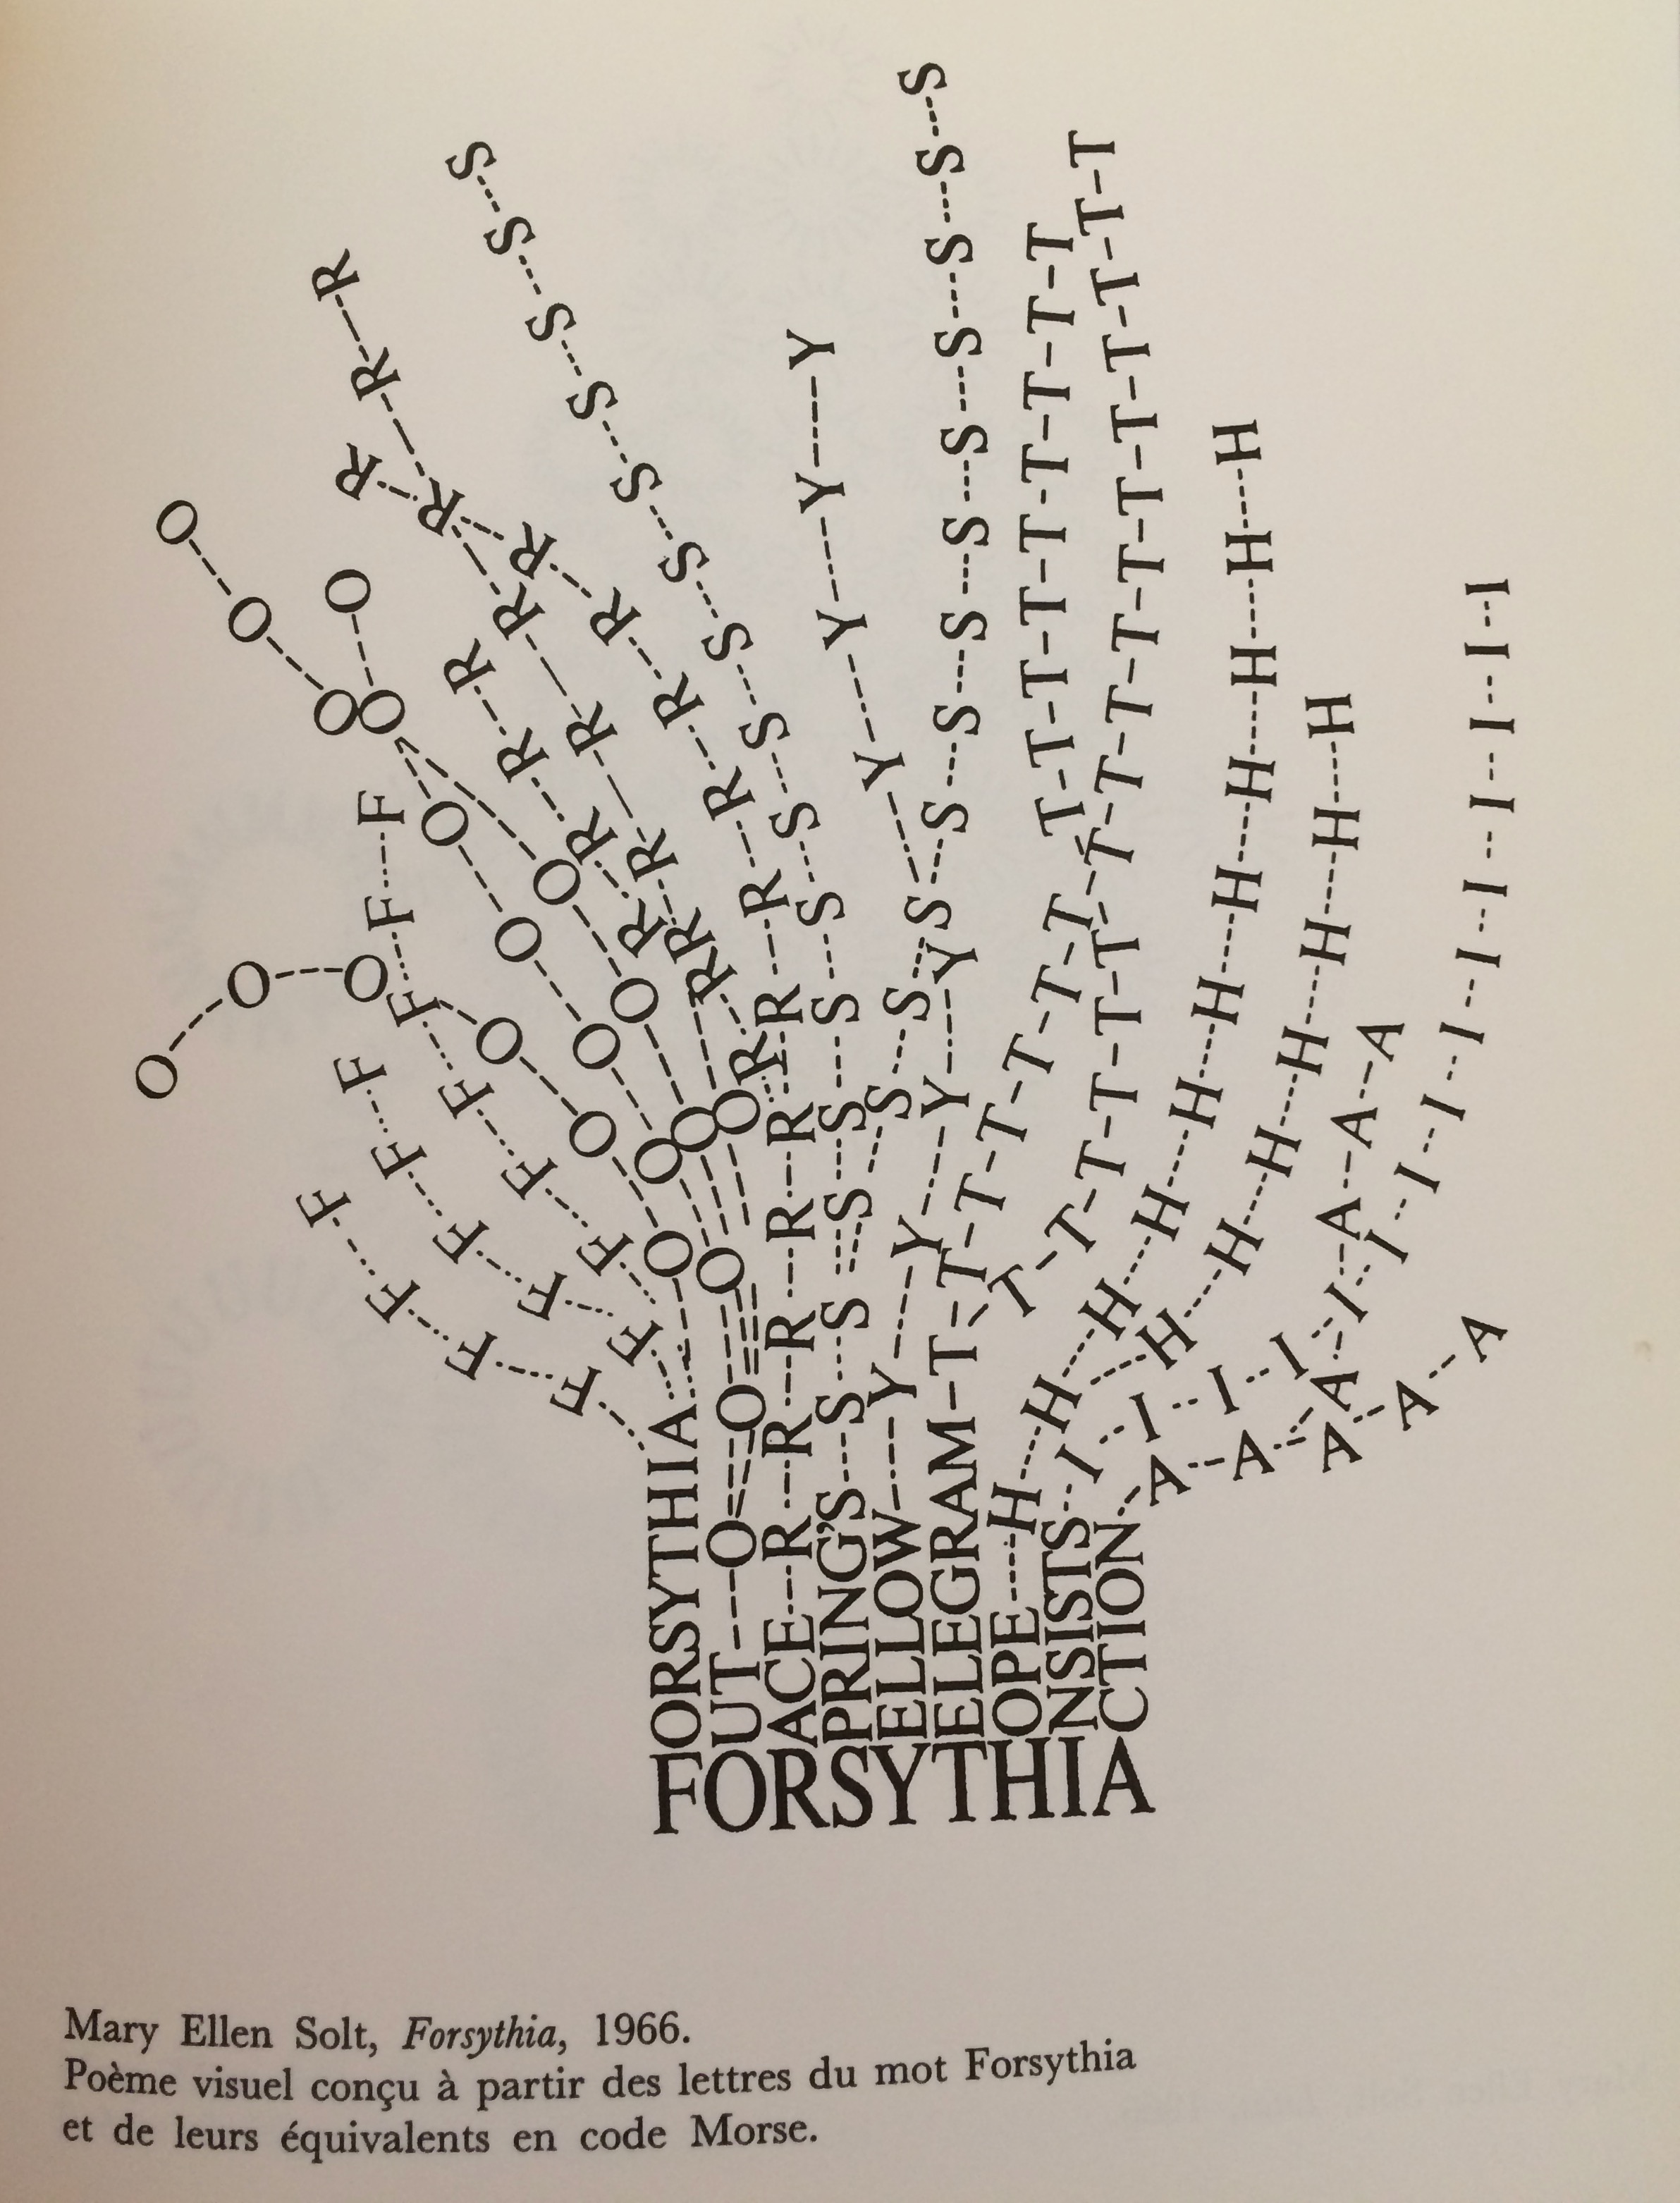 ORSYTHIA
UT
ACE
PRING'S
ELLOW
ELEGRAM
OPE
NSISTS
CTION
FORSYTHIA
Mary Ellen Solt, Forsythia, 1966.
Poème visuel conçu à partir des lettres du mot Forsythia
et de leurs équivalents en code Morse.